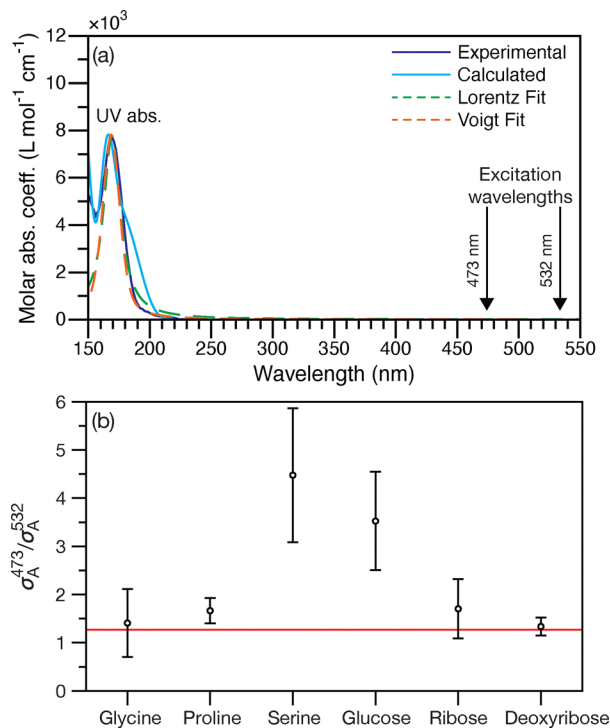 ×10³
(a)
Experimental
Calculated
Lorentz Fit
Voigt Fit
UV abs.
Excitation
wavelengths
473 nm
532 nm
Molar abs. coeff. (L mol⁻¹ cm⁻¹)
12
10
8
6
4
2
0
150 200 250 300 350 400 450 500 550
Wavelength (nm)
(b)
σ_A^473/σ_A^532
6
5
4
3
2
1
0
Glycine Proline Serine Glucose Ribose Deoxyribose